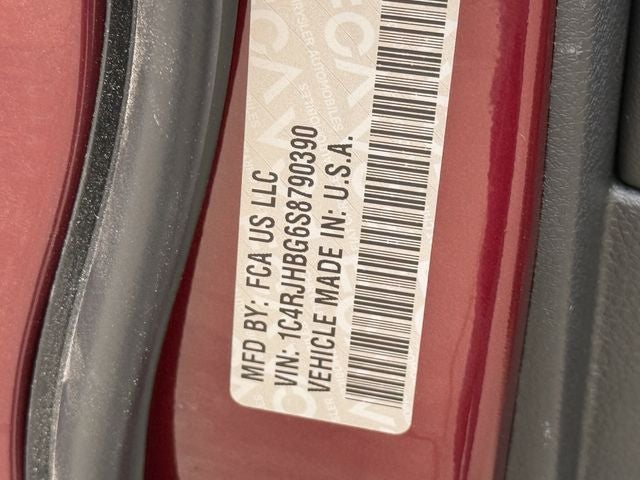 MFD BY: FCA US LLC
VIN: 1C4RJHBG6S8790390
VEHICLE MADE IN: U.S.A.